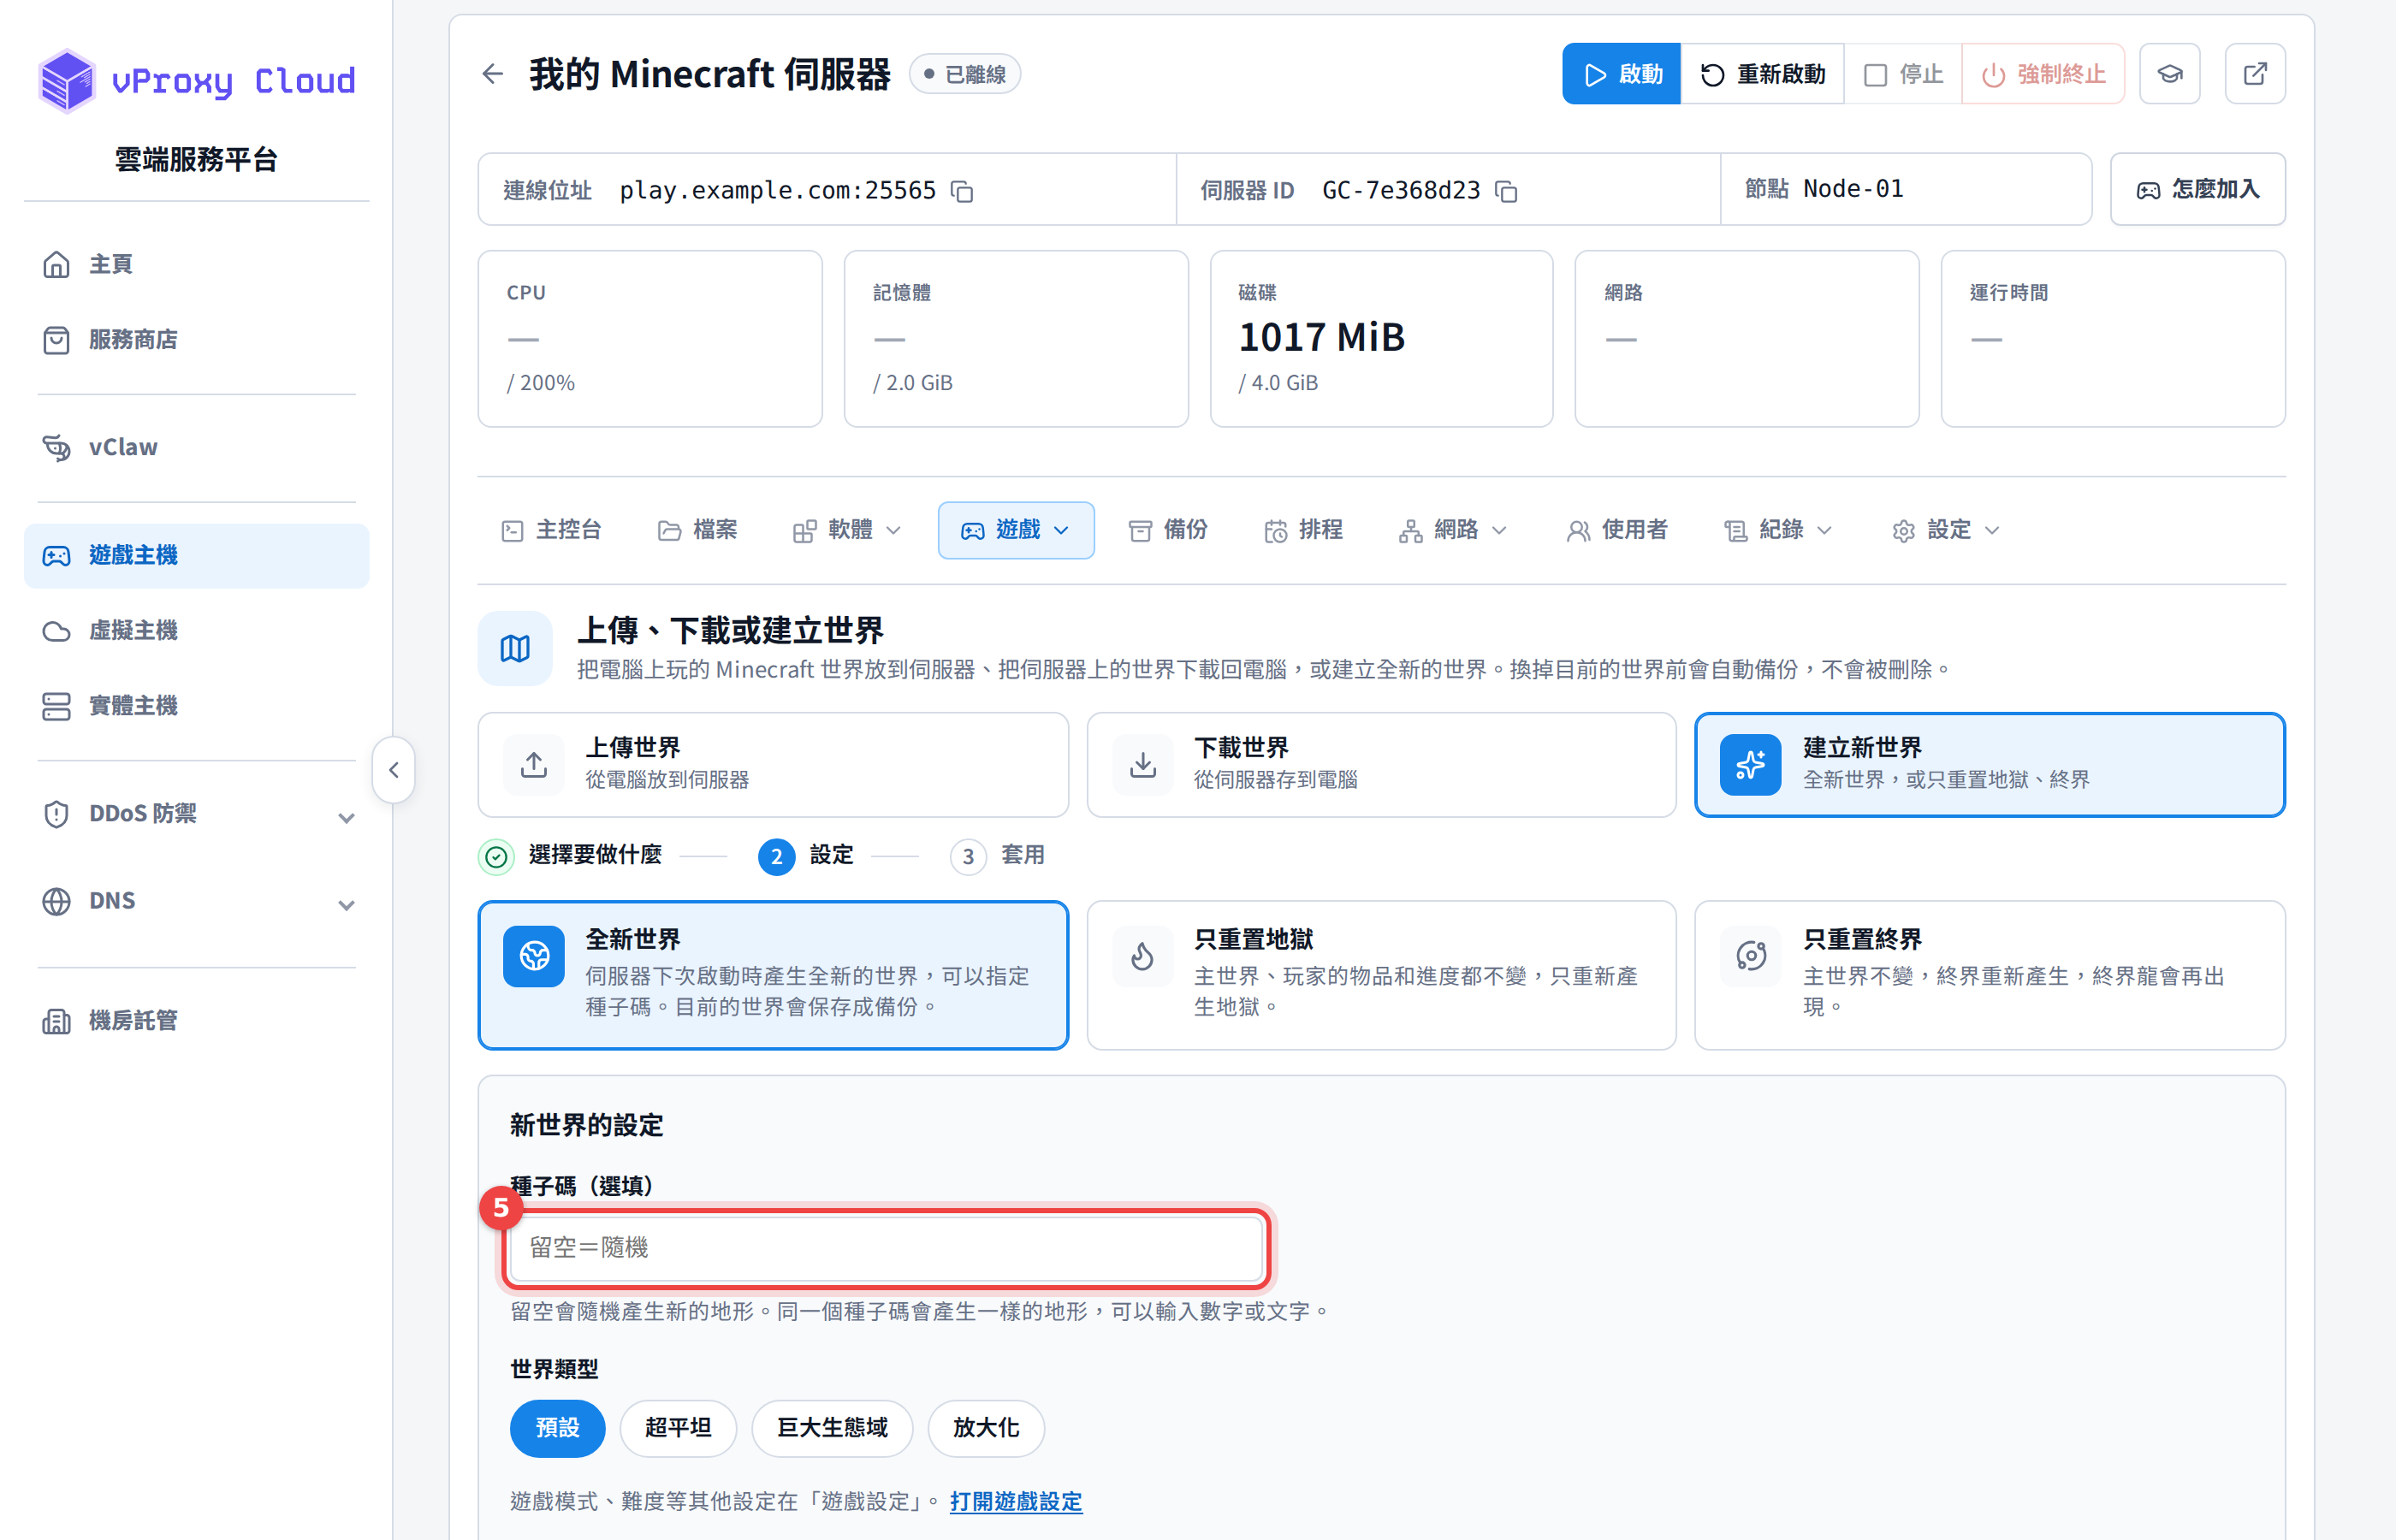 vProxy Cloud
雲端服務平台
主頁
服務商店
vClaw
遊戲主機
虛擬主機
實體主機
DDoS 防禦
DNS
機房託管
我的 Minecraft 伺服器
已離線
啟動
重新啟動
停止
強制終止
連線位址 play.example.com:25565
伺服器 ID GC-7e368d23
節點 Node-01
怎麼加入
CPU
—
/ 200%
記憶體
—
/ 2.0 GiB
磁碟
1017 MiB
/ 4.0 GiB
網路
—
運行時間
—
主控台
檔案
軟體
遊戲
備份
排程
網路
使用者
紀錄
設定
上傳、下載或建立世界
把電腦上玩的 Minecraft 世界放到伺服器、把伺服器上的世界下載回電腦，或建立全新的世界。換掉目前的世界前會自動備份，不會被刪除。
上傳世界
從電腦放到伺服器
下載世界
從伺服器存到電腦
建立新世界
全新世界，或只重置地獄、終界
選擇要做什麼
2 設定
3 套用
全新世界
伺服器下次啟動時產生全新的世界，可以指定
種子碼。目前的世界會保存成備份。
只重置地獄
主世界、玩家的物品和進度都不變，只重新產
生地獄。
只重置終界
主世界不變，終界重新產生，終界龍會再出
現。
新世界的設定
種子碼（選填）
5
留空＝隨機
留空會隨機產生新的地形。同一個種子碼會產生一樣的地形，可以輸入數字或文字。
世界類型
預設
超平坦
巨大生態域
放大化
遊戲模式、難度等其他設定在「遊戲設定」。 打開遊戲設定